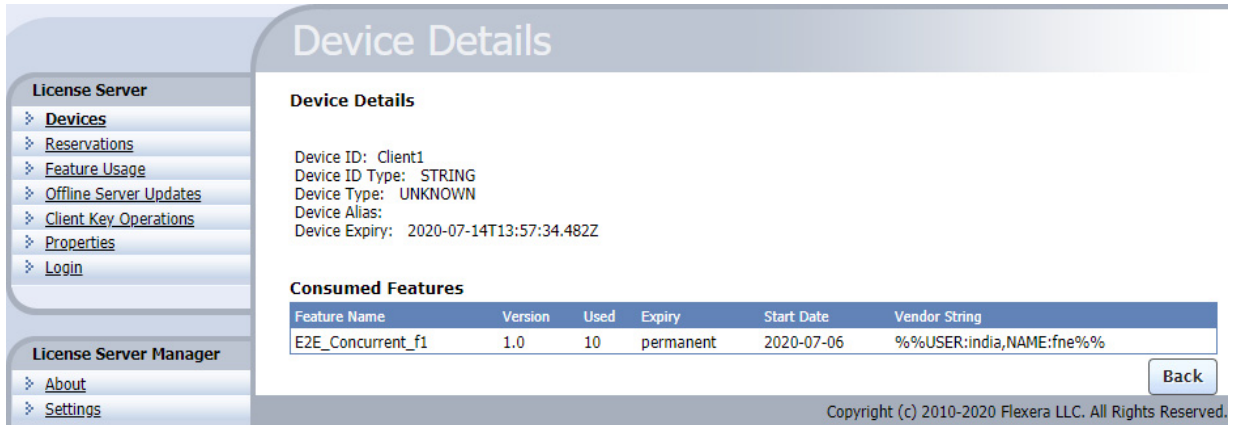 Device Details
License Server
Devices
Reservations
Feature Usage
Offline Server Updates
Client Key Operations
Properties
Login
License Server Manager
About
Settings
Device Details
Device ID: Client1
Device ID Type: STRING
Device Type: UNKNOWN
Device Alias:
Device Expiry: 2020-07-14T13:57:34.482Z
Consumed Features
Feature Name Version Used Expiry Start Date Vendor String
E2E_Concurrent_f1 1.0 10 permanent 2020-07-06 %%USER:india,NAME:fne%%
Back
Copyright (c) 2010-2020 Flexera LLC. All Rights Reserved.